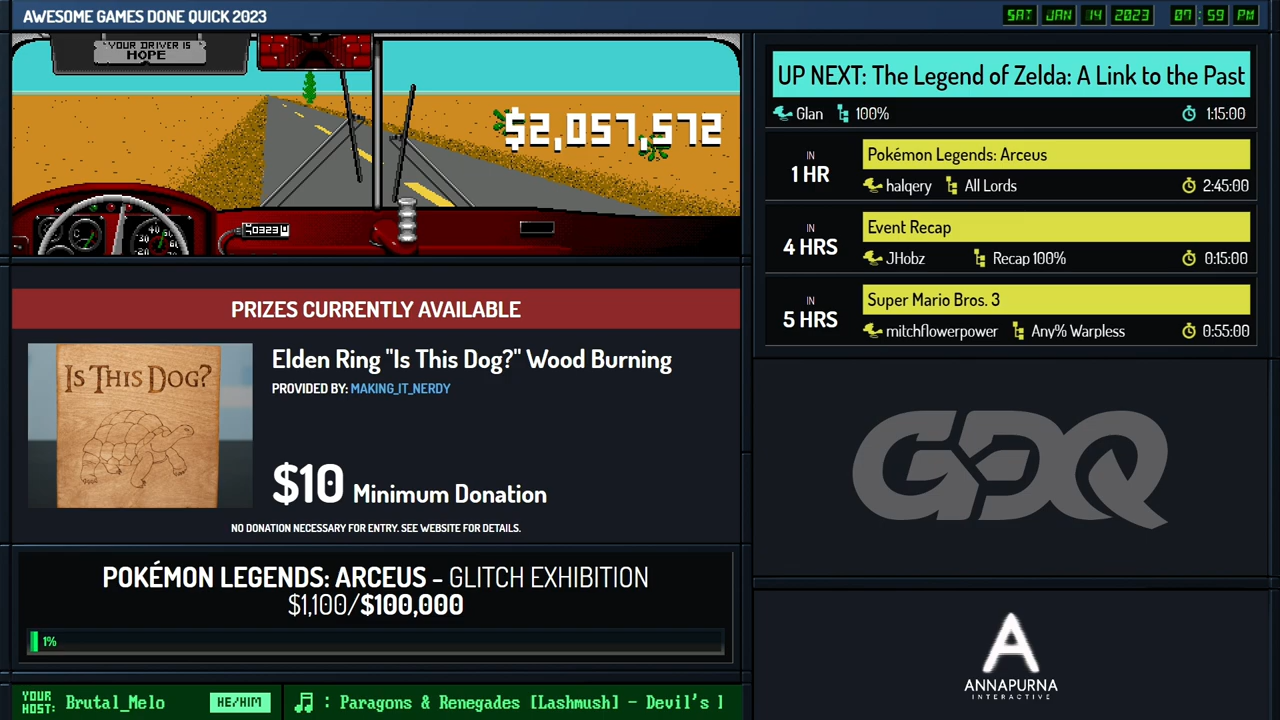 AWESOME GAMES DONE QUICK 2023
SAT JAN 14 2023 07:59 PM
YOUR DRIVER IS
HOPE
$2,057,572
403230
UP NEXT: The Legend of Zelda: A Link to the Past
Glan 100% 1:15:00
IN
1 HR
Pokémon Legends: Arceus
halqery All Lords 2:45:00
IN
4 HRS
Event Recap
JHobz Recap 100% 0:15:00
IN
5 HRS
Super Mario Bros. 3
mitchflowerpower Any% Warpless 0:55:00
PRIZES CURRENTLY AVAILABLE
IS THIS DOG?
Elden Ring "Is This Dog?" Wood Burning
PROVIDED BY: MAKING_IT_NERDY
$10 Minimum Donation
NO DONATION NECESSARY FOR ENTRY. SEE WEBSITE FOR DETAILS.
POKÉMON LEGENDS: ARCEUS – GLITCH EXHIBITION
$1,100/$100,000
1%
GDQ
ANNAPURNA
INTERACTIVE
YOUR HOST: Brutal_Melo HE/HIM
: Paragons & Renegades [Lashmush] - Devil's